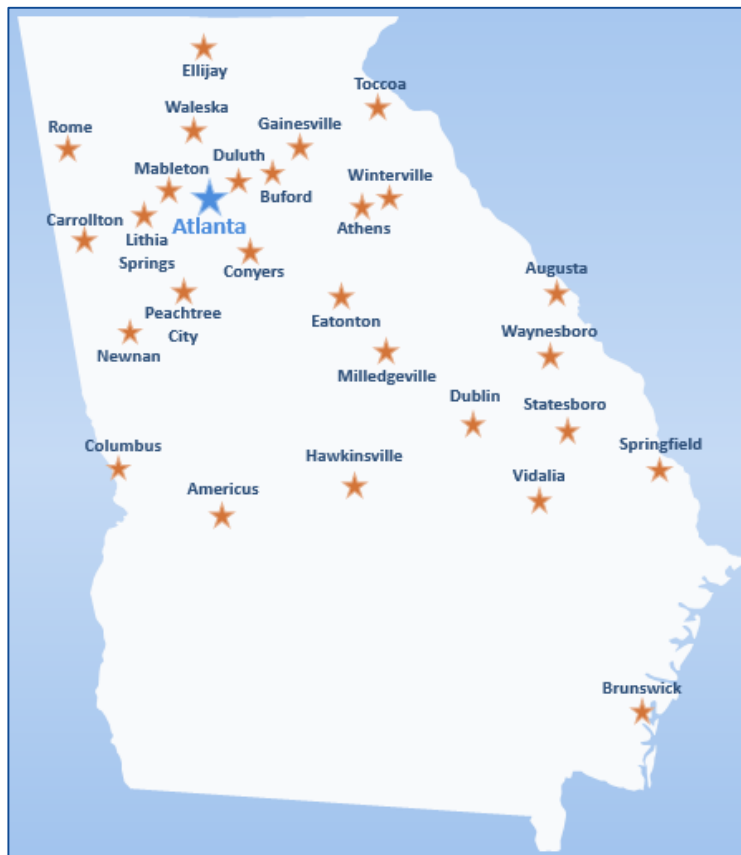 Ellijay
Toccoa
Waleska
Gainesville
Rome
Duluth
Mableton
Winterville
Buford
Carrollton
Atlanta
Athens
Lithia
Springs
Conyers
Augusta
Peachtree
City
Eatonton
Waynesboro
Newnan
Milledgeville
Dublin
Statesboro
Columbus
Springfield
Hawkinsville
Vidalia
Americus
Brunswick